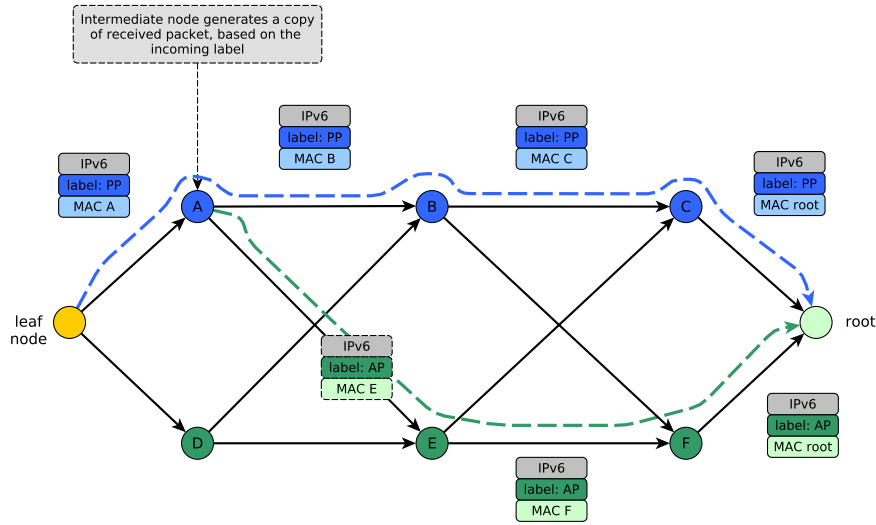 Intermediate node generates a copy
of received packet, based on the
incoming label
IPv6
label: PP
MAC B
IPv6
label: PP
MAC C
IPv6
label: PP
MAC A
IPv6
label: PP
MAC root
A
B
C
leaf
node
root
IPv6
label: AP
MAC E
D
E
F
IPv6
label: AP
MAC root
IPv6
label: AP
MAC F